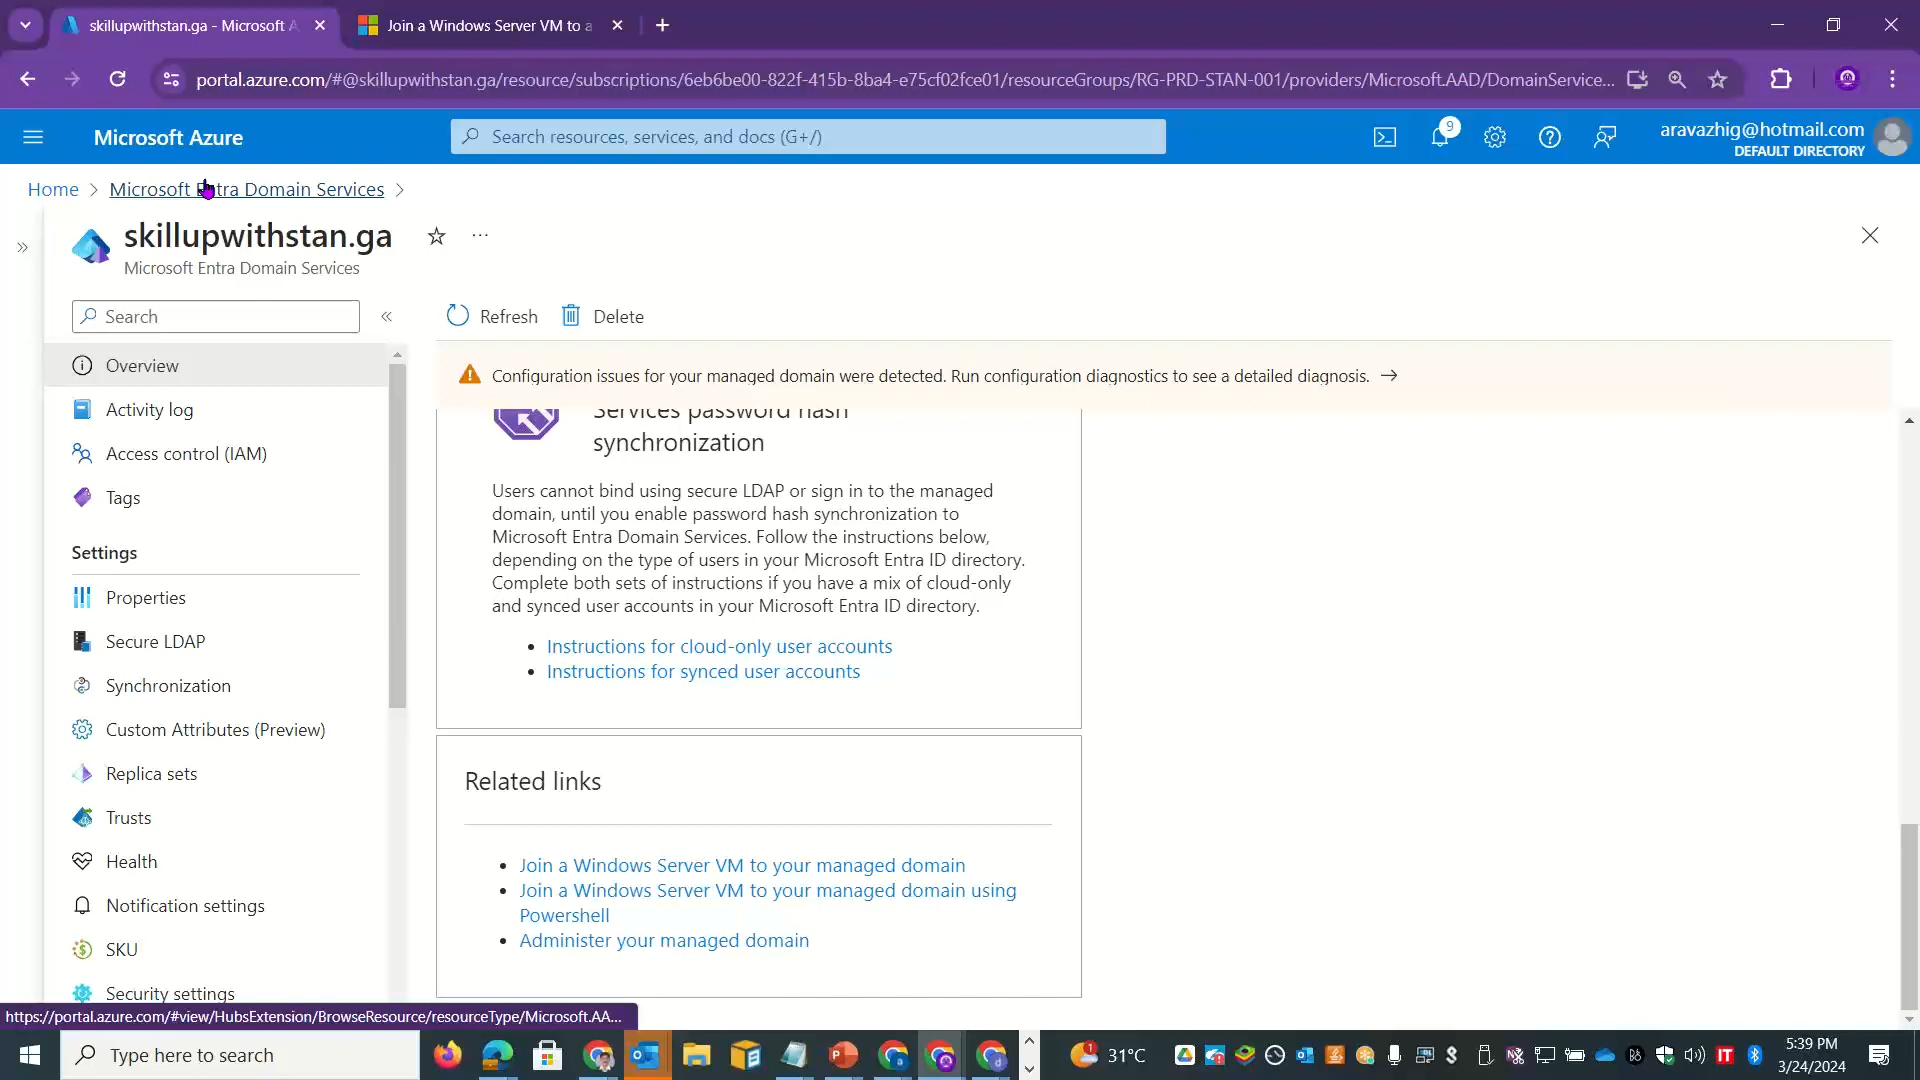 skillupwithstan.ga - Microsoft A
Join a Windows Server VM to a
portal.azure.com/#@skillupwithstan.ga/resource/subscriptions/6eb6be00-822f-415b-8ba4-e75cf02fce01/resourceGroups/RG-PRD-STAN-001/providers/Microsoft.AAD/DomainService...
Microsoft Azure
Search resources, services, and docs (G+/)
9
aravazhig@hotmail.com
DEFAULT DIRECTORY
Home > Microsoft Entra Domain Services >
skillupwithstan.ga
Microsoft Entra Domain Services
Search
Refresh
Delete
Overview
Activity log
Access control (IAM)
Tags
Settings
Properties
Secure LDAP
Synchronization
Custom Attributes (Preview)
Replica sets
Trusts
Health
Notification settings
SKU
Security settings
Configuration issues for your managed domain were detected. Run configuration diagnostics to see a detailed diagnosis. →
Services password hash
synchronization
Users cannot bind using secure LDAP or sign in to the managed
domain, until you enable password hash synchronization to
Microsoft Entra Domain Services. Follow the instructions below,
depending on the type of users in your Microsoft Entra ID directory.
Complete both sets of instructions if you have a mix of cloud-only
and synced user accounts in your Microsoft Entra ID directory.
• Instructions for cloud-only user accounts
• Instructions for synced user accounts
Related links
• Join a Windows Server VM to your managed domain
• Join a Windows Server VM to your managed domain using
Powershell
• Administer your managed domain
https://portal.azure.com/#view/HubsExtension/BrowseResource/resourceType/Microsoft.AA...
Type here to search
1
31°C
IT
5:39 PM
3/24/2024